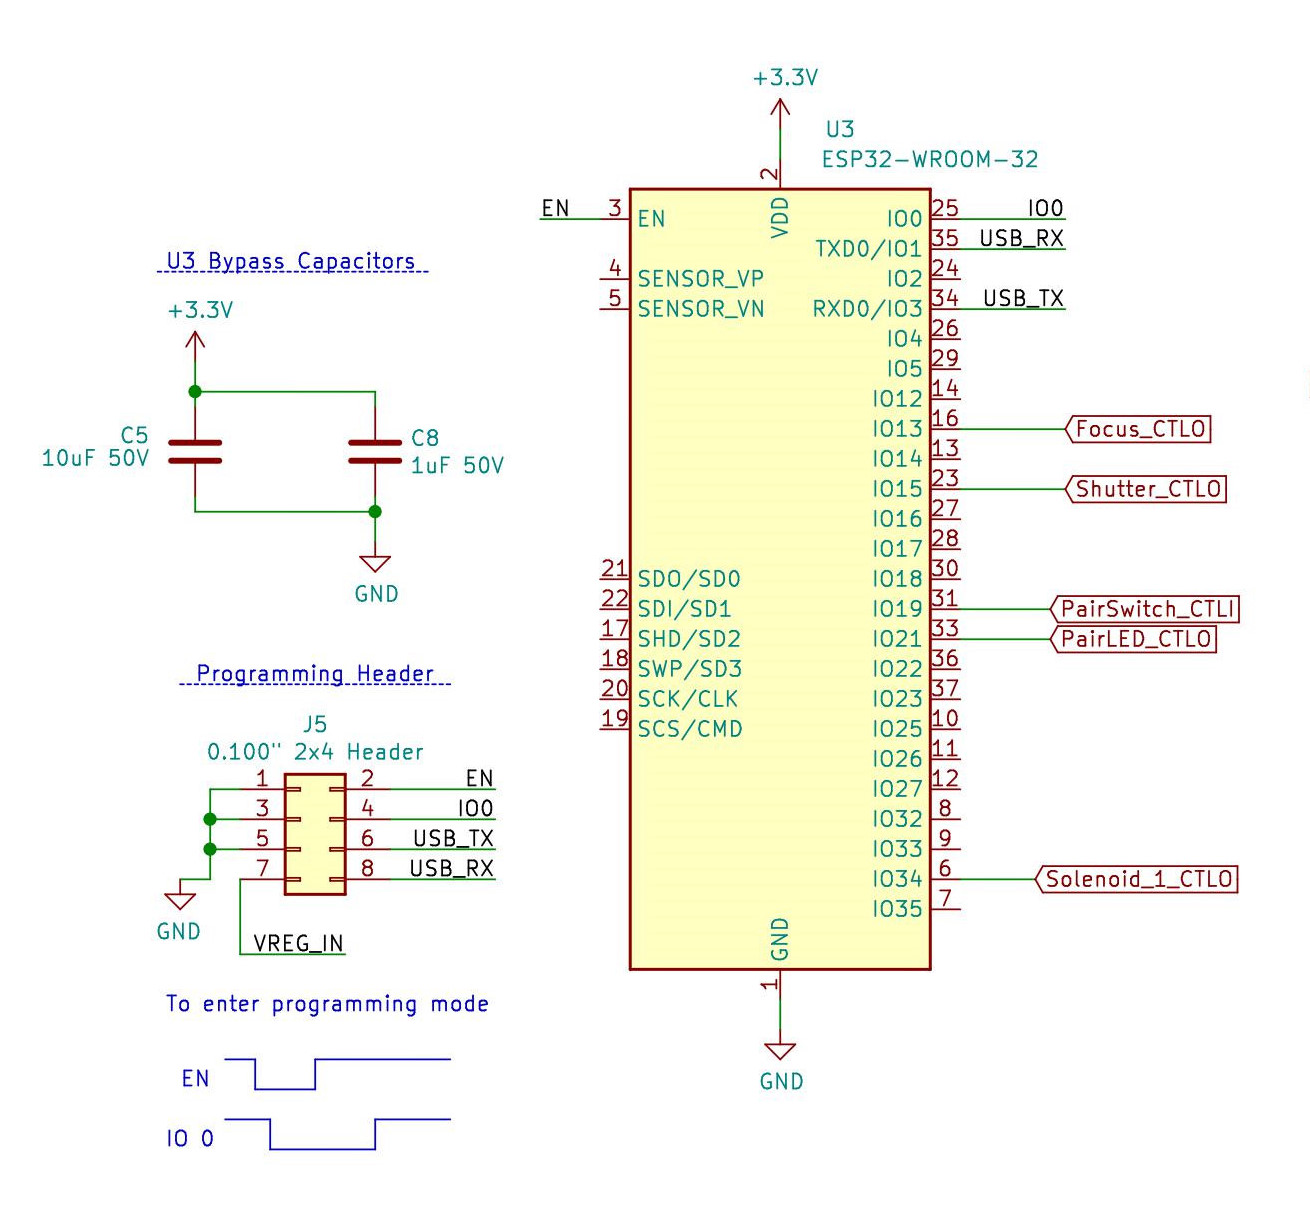 +3.3V
U3
ESP32-WROOM-32
2
VDD
EN
3
EN
4
SENSOR_VP
5
SENSOR_VN
21
SDO/SD0
22
SDI/SD1
17
SHD/SD2
18
SWP/SD3
20
SCK/CLK
19
SCS/CMD
IO0
25
IO0
TXD0/IO1
35
USB_RX
IO2
24
RXD0/IO3
34
USB_TX
IO4
26
IO5
29
IO12
14
IO13
16
Focus_CTLO
IO14
13
IO15
23
Shutter_CTLO
IO16
27
IO17
28
IO18
30
IO19
31
PairSwitch_CTLI
IO21
33
PairLED_CTLO
IO22
36
IO23
37
IO25
10
IO26
11
IO27
12
IO32
8
IO33
9
IO34
6
Solenoid_1_CTLO
IO35
7
GND
1
GND
U3 Bypass Capacitors
+3.3V
C5
10uF 50V
C8
1uF 50V
GND
Programming Header
J5
0.100" 2x4 Header
1
2
EN
3
4
IO0
5
6
USB_TX
7
8
USB_RX
GND
VREG_IN
To enter programming mode
EN
IO 0